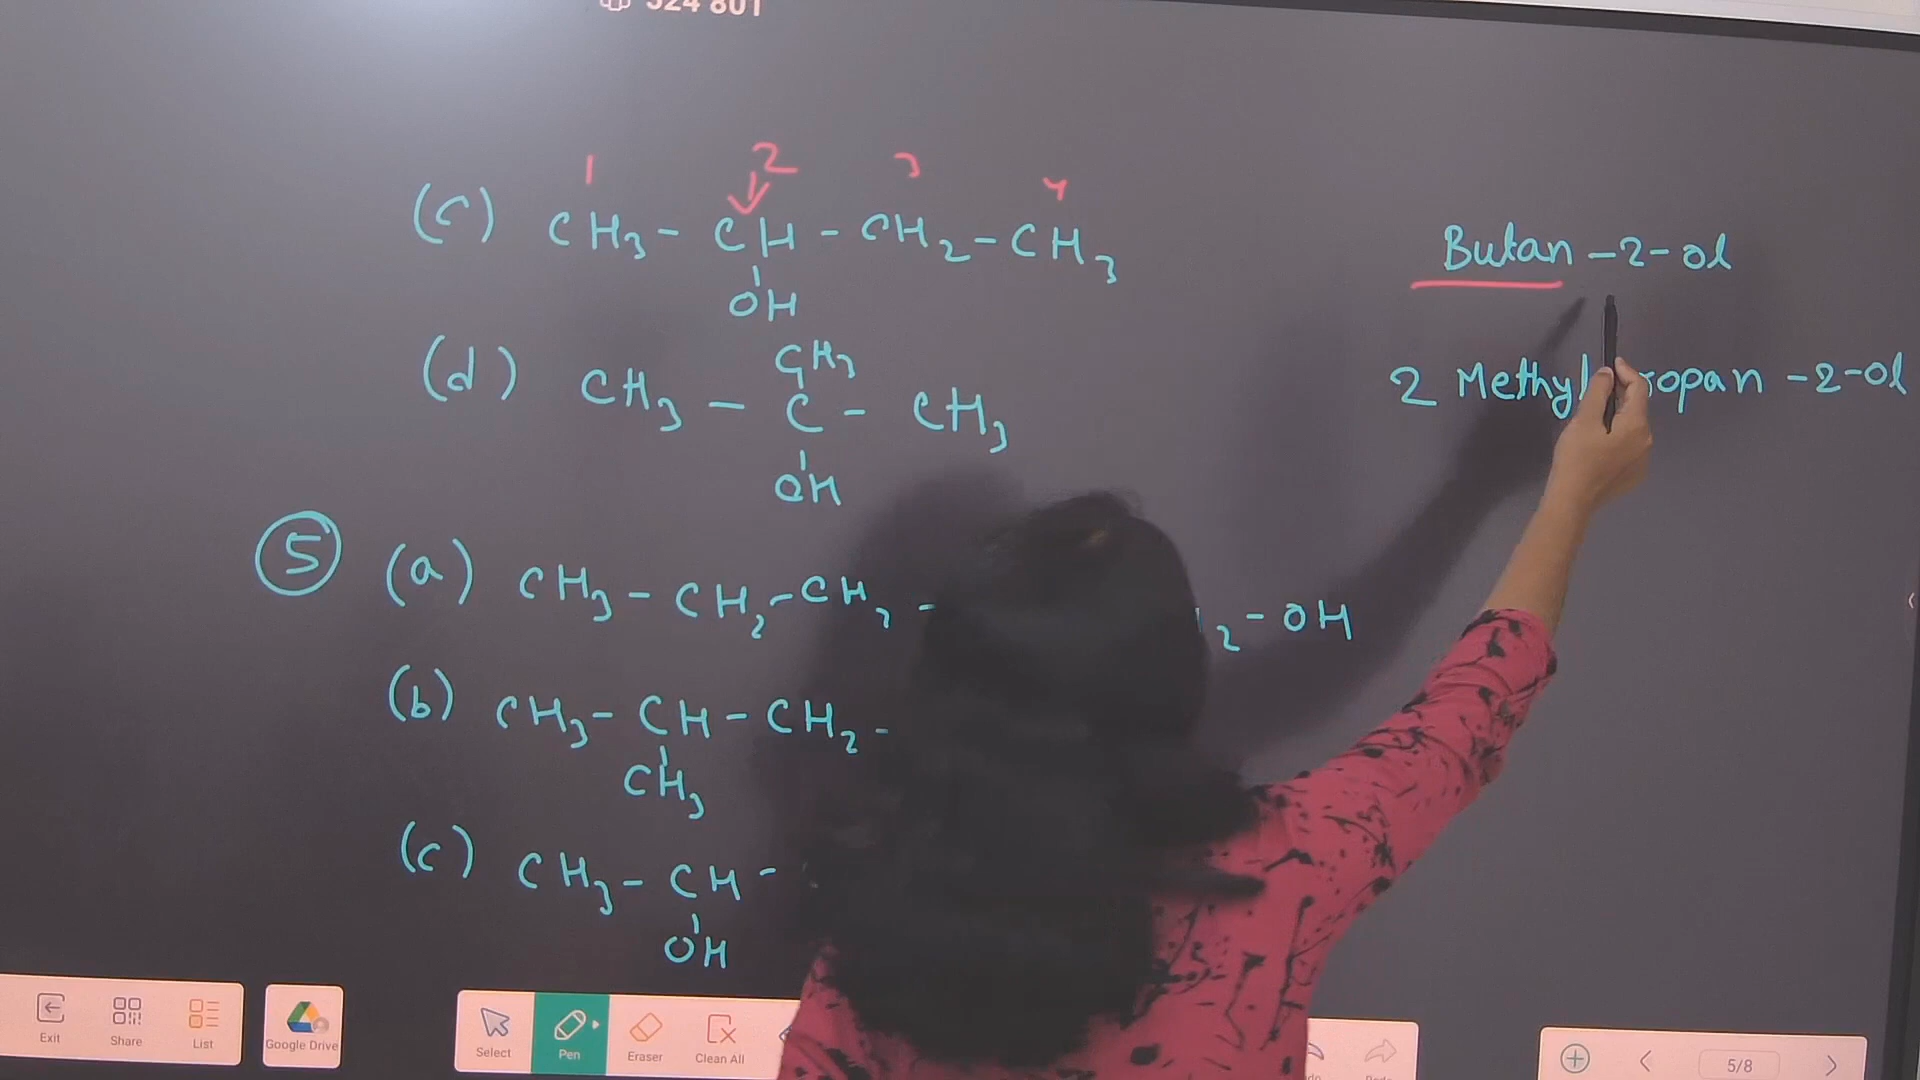 524 801
1 2 3 4
(c) CH3 - CH - CH2 - CH3
OH
Butan - 2 - ol
(d) CH3 - C - CH3
CH3
OH
2 Methyl opan - 2 - ol
5 (a) CH3 - CH2 - CH2 - 2 - OH
(b) CH3 - CH - CH2 -
CH3
(c) CH3 - CH -
OH
Exit Share List Google Drive Select Pen Eraser Clean All
5/8